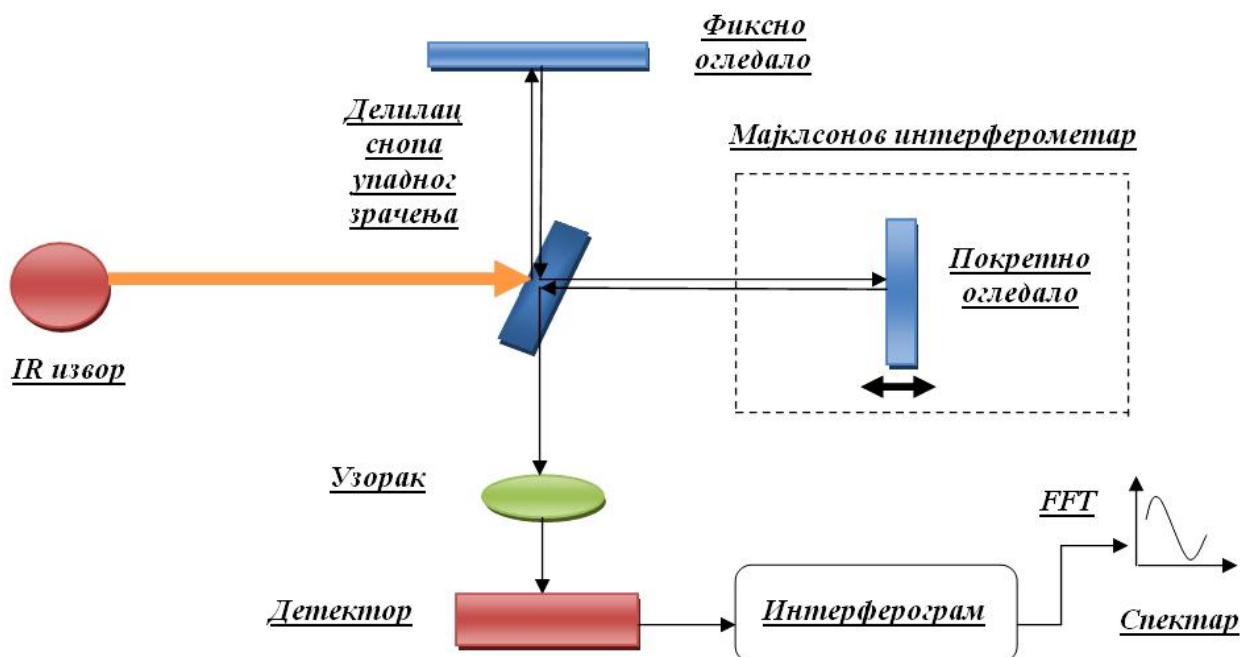 Фиксно
огледало
Делилац
снопа
упадног
зрачења
Мајклсонов интерферометар
Покретно
огледало
IR извор
Узорак
FFT
Детектор
Интерферограм
Спектар